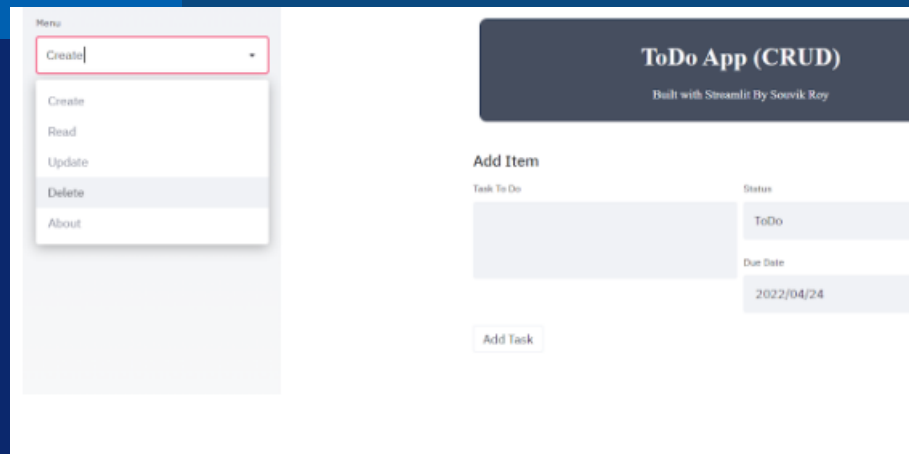 Menu
Create
Create
Read
Update
Delete
About
ToDo App (CRUD)
Built with Streamlit By Souvik Roy
Add Item
Task To Do
Status
ToDo
Due Date
2022/04/24
Add Task